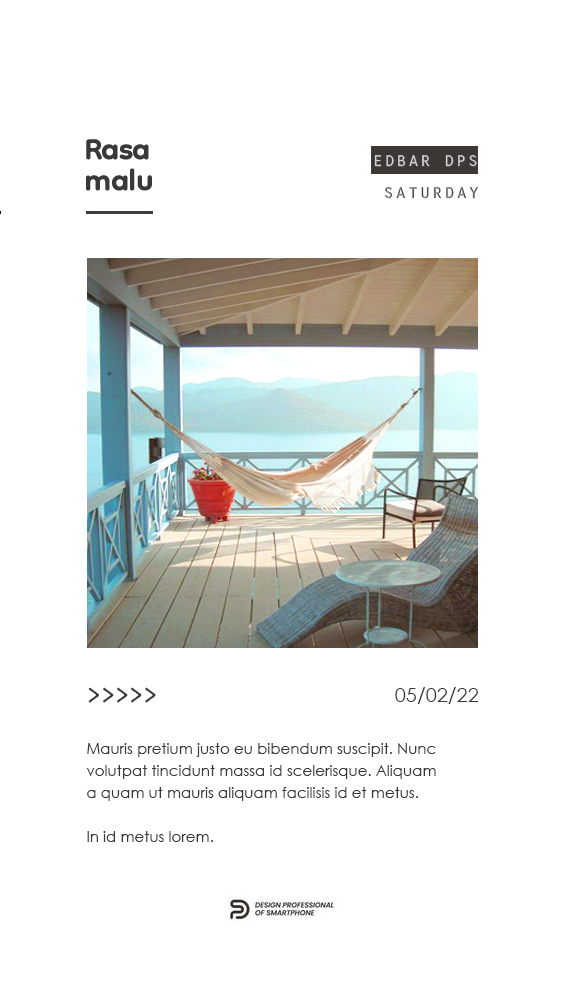 Rasa
malu
EDBAR DPS
SATURDAY
>>>>>
05/02/22
Mauris pretium justo eu bibendum suscipit. Nunc
volutpat tincidunt massa id scelerisque. Aliquam
a quam ut mauris aliquam facilisis id et metus.
In id metus lorem.
DESIGN PROFESSIONAL
OF SMARTPHONE